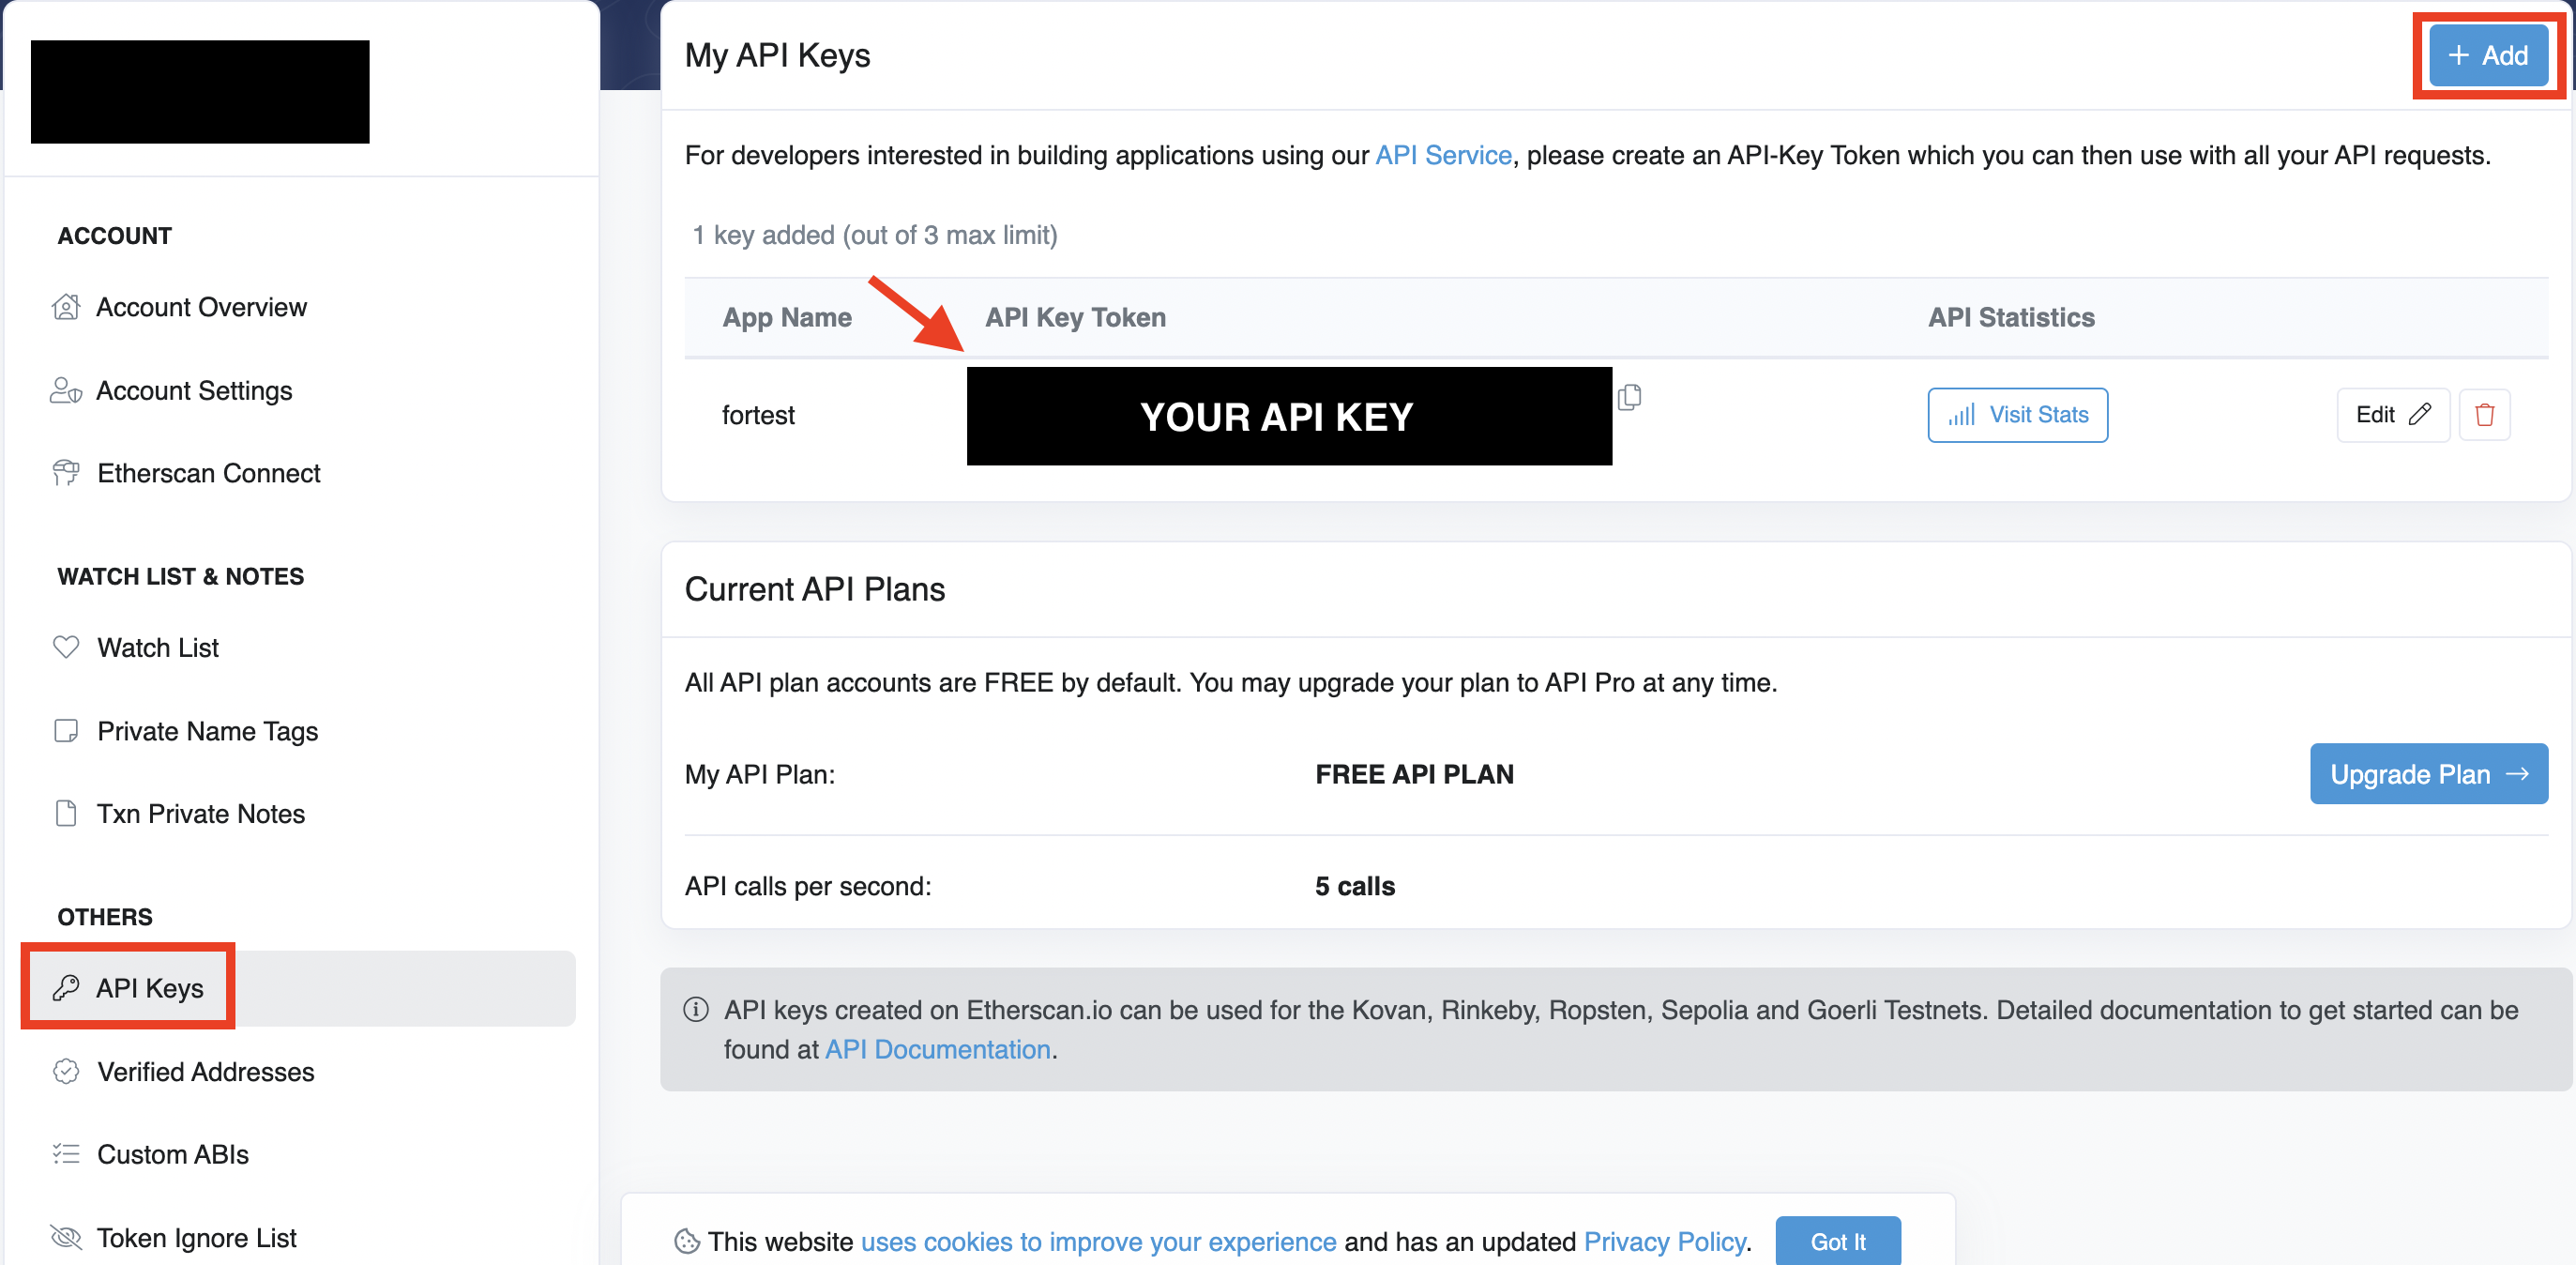 ACCOUNT
Account Overview
Account Settings
Etherscan Connect
WATCH LIST & NOTES
Watch List
Private Name Tags
Txn Private Notes
OTHERS
API Keys
Verified Addresses
Custom ABIs
Token Ignore List
My API Keys
+ Add
For developers interested in building applications using our API Service, please create an API-Key Token which you can then use with all your API requests.
1 key added (out of 3 max limit)
App Name API Key Token API Statistics
fortest YOUR API KEY Visit Stats Edit
Current API Plans
All API plan accounts are FREE by default. You may upgrade your plan to API Pro at any time.
My API Plan: FREE API PLAN Upgrade Plan →
API calls per second: 5 calls
API keys created on Etherscan.io can be used for the Kovan, Rinkeby, Ropsten, Sepolia and Goerli Testnets. Detailed documentation to get started can be
found at API Documentation.
This website uses cookies to improve your experience and has an updated Privacy Policy. Got It